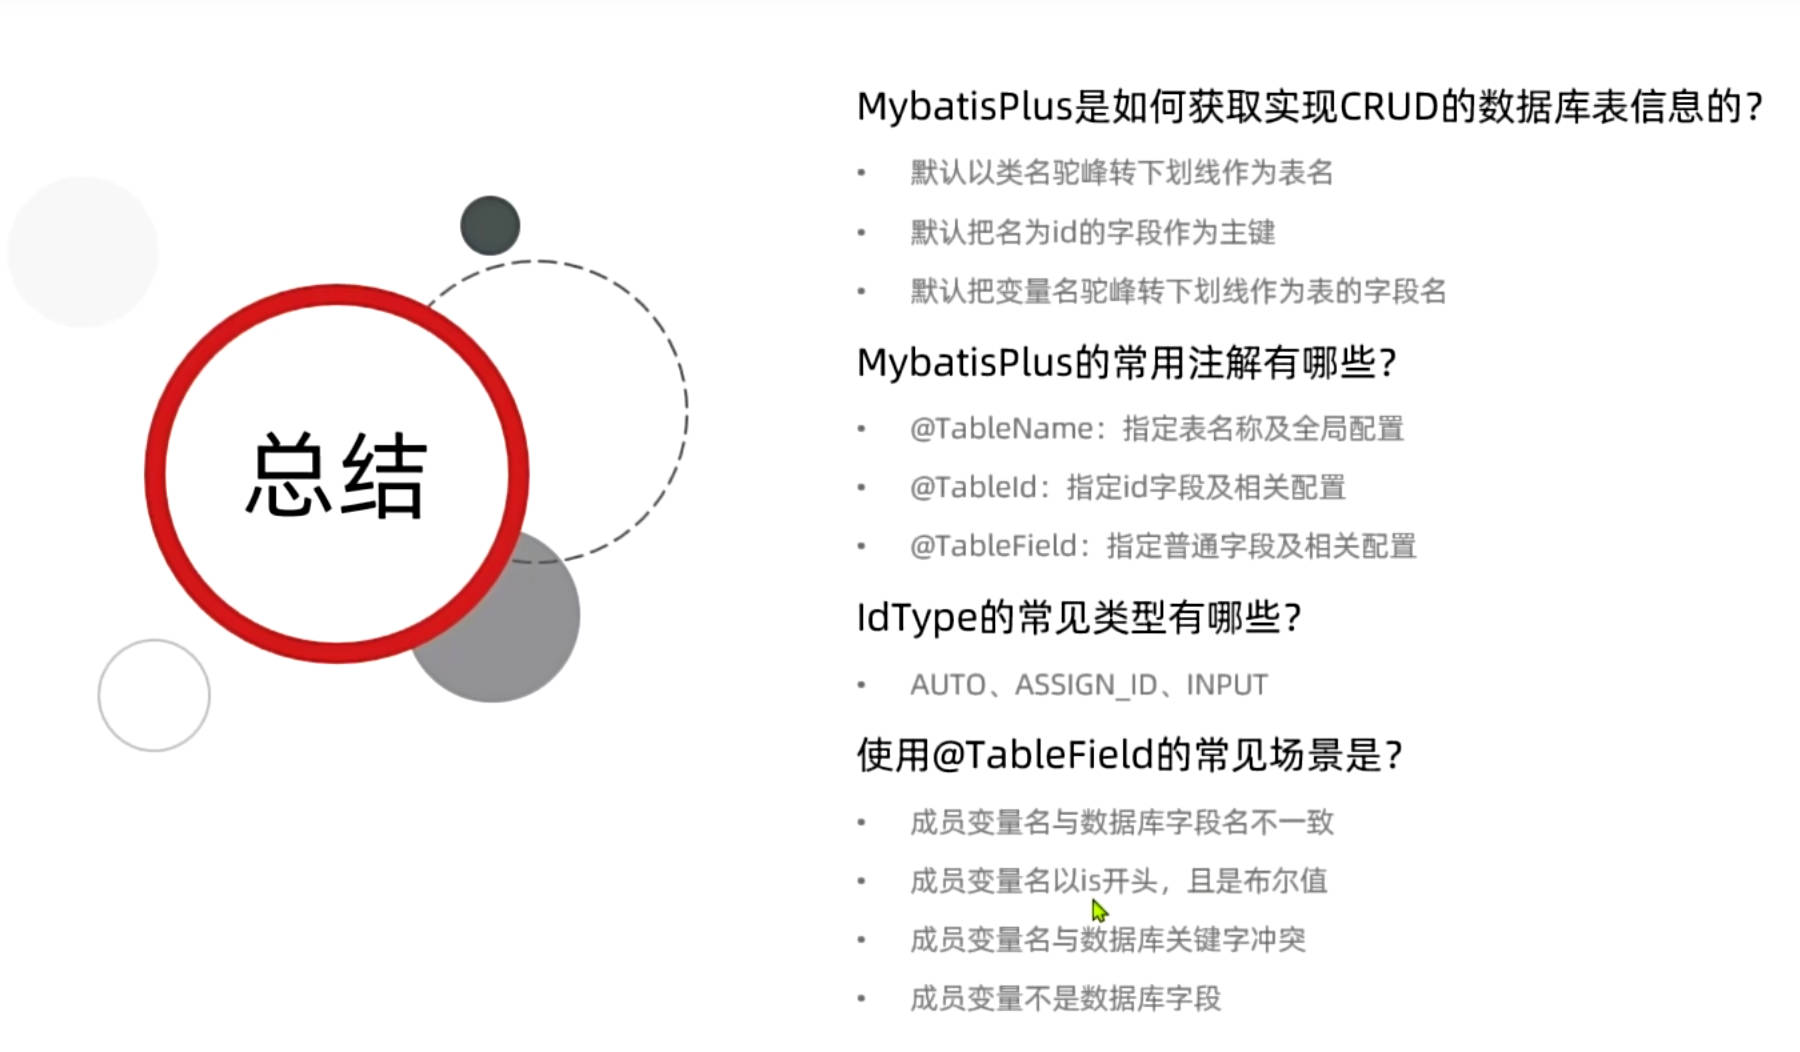 总结
MybatisPlus是如何获取实现CRUD的数据库表信息的？
• 默认以类名驼峰转下划线作为表名
• 默认把名为id的字段作为主键
• 默认把变量名驼峰转下划线作为表的字段名
MybatisPlus的常用注解有哪些？
• @TableName：指定表名称及全局配置
• @TableId：指定id字段及相关配置
• @TableField：指定普通字段及相关配置
IdType的常见类型有哪些？
• AUTO、ASSIGN_ID、INPUT
使用@TableField的常见场景是？
• 成员变量名与数据库字段名不一致
• 成员变量名以is开头，且是布尔值
• 成员变量名与数据库关键字冲突
• 成员变量不是数据库字段